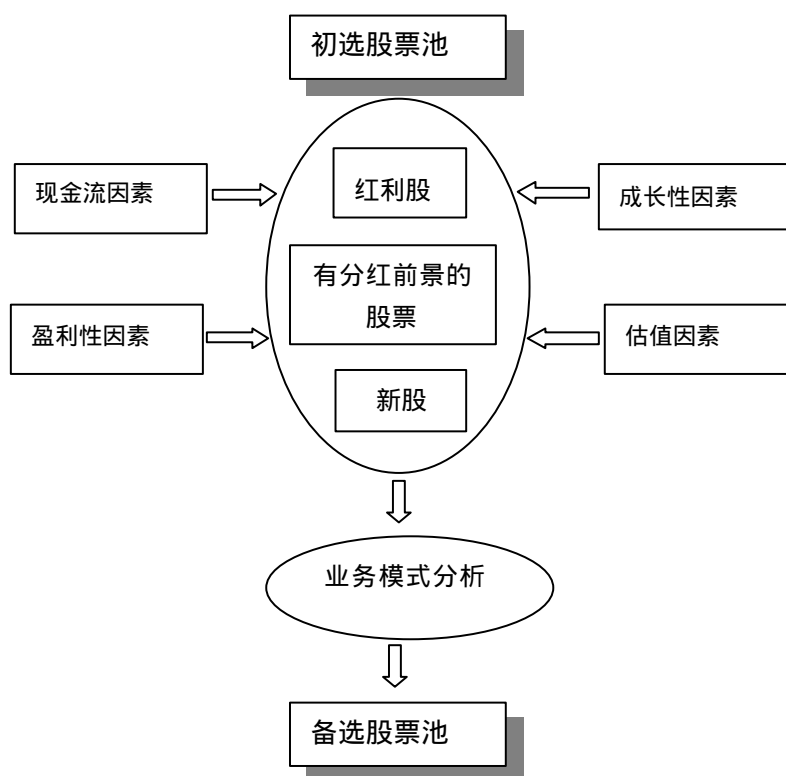 初选股票池
红利股
现金流因素
成长性因素
有分红前景的
股票
盈利性因素
估值因素
新股
业务模式分析
备选股票池